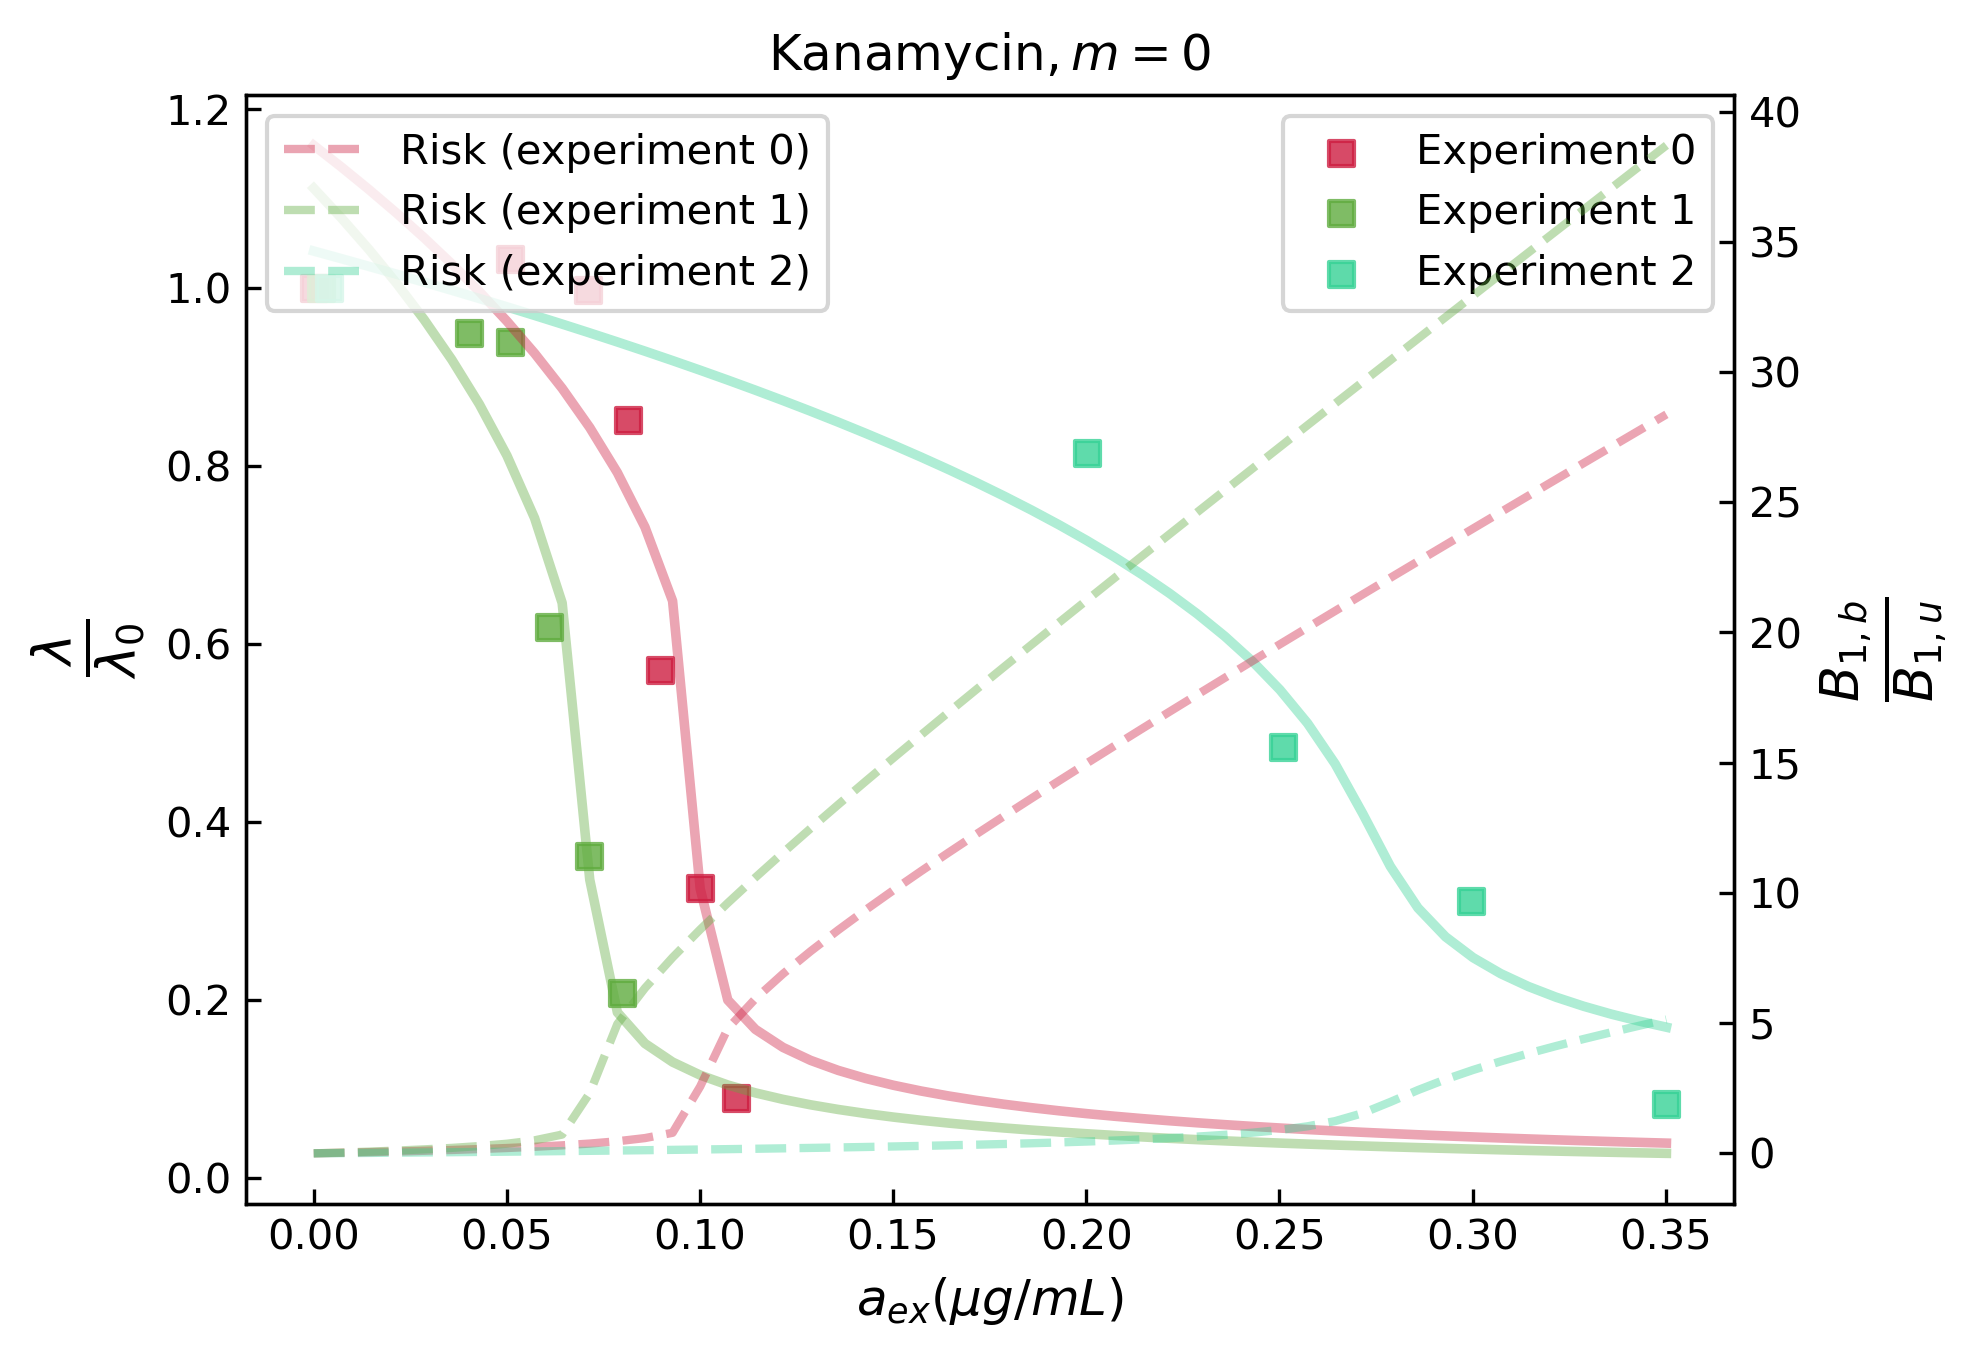 Kanamycin, m = 0
1.2
1.0
0.8
0.6
0.4
0.2
0.0
λ
λ0
Risk (experiment 0)
Risk (experiment 1)
Risk (experiment 2)
Experiment 0
Experiment 1
Experiment 2
40
35
30
25
20
15
10
5
0
B1, b
B1, u
0.00 0.05 0.10 0.15 0.20 0.25 0.30 0.35
aex(μg/mL)